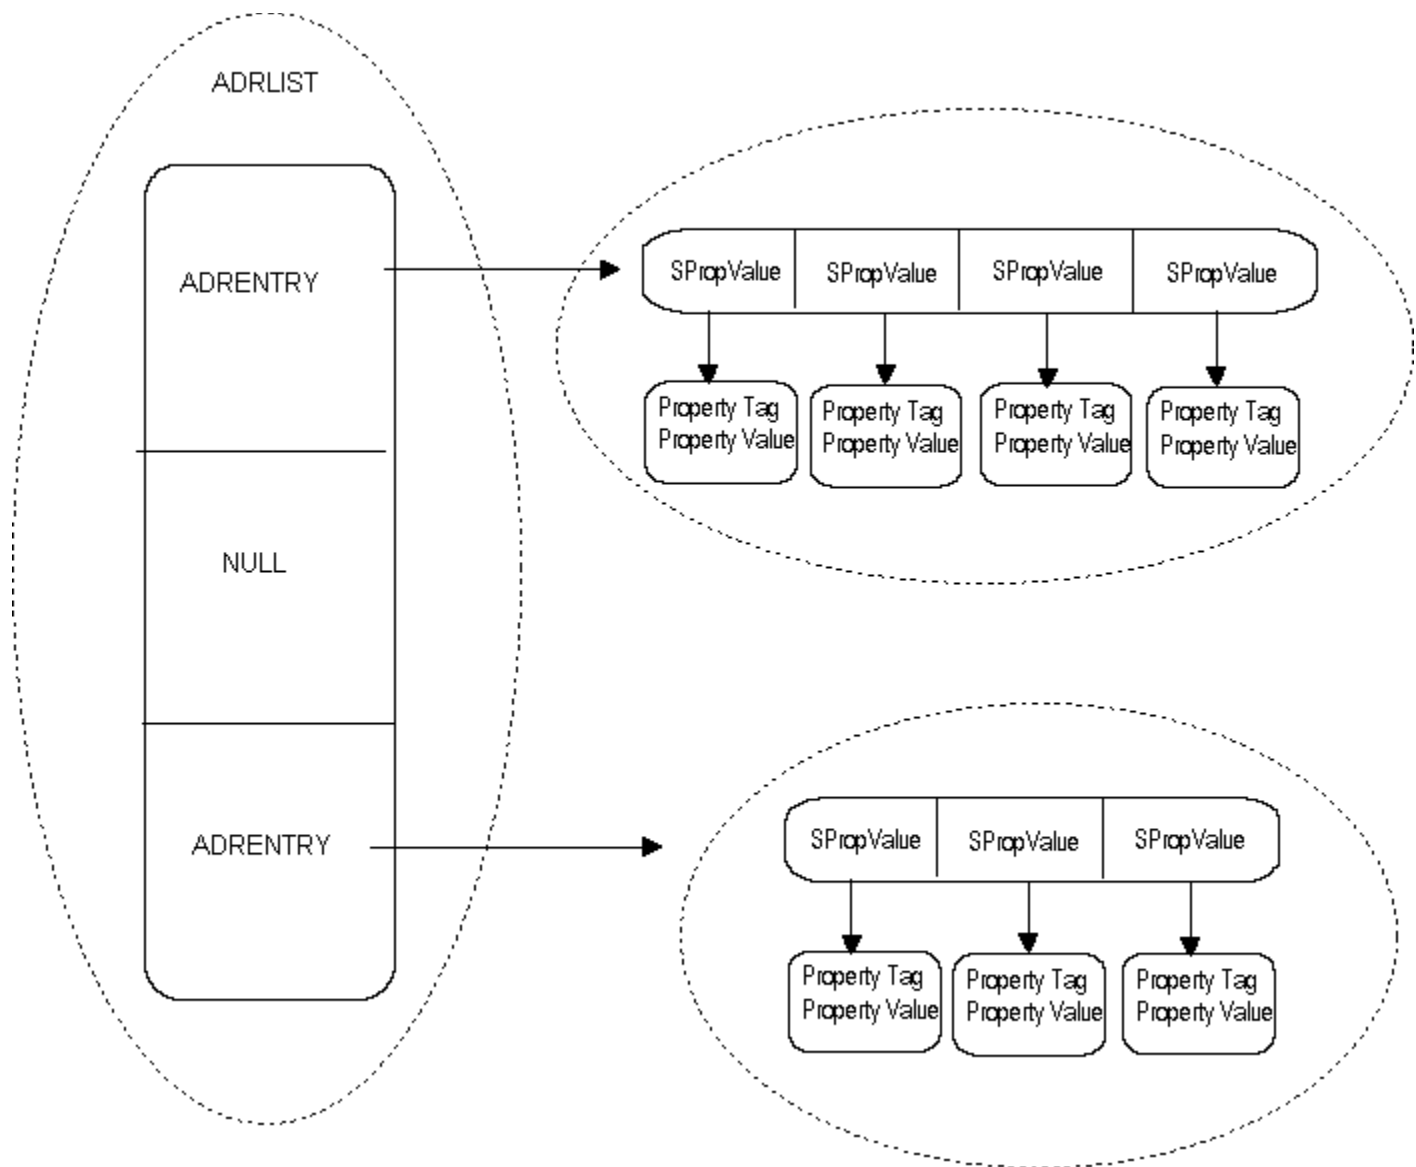 ADRLIST
ADRENTRY
SPropValue SPropValue SPropValue SPropValue
Property Tag Property Tag Property Tag Property Tag
Property Value Property Value Property Value Property Value
NULL
ADRENTRY
SPropValue SPropValue SPropValue
Property Tag Property Tag Property Tag
Property Value Property Value Property Value